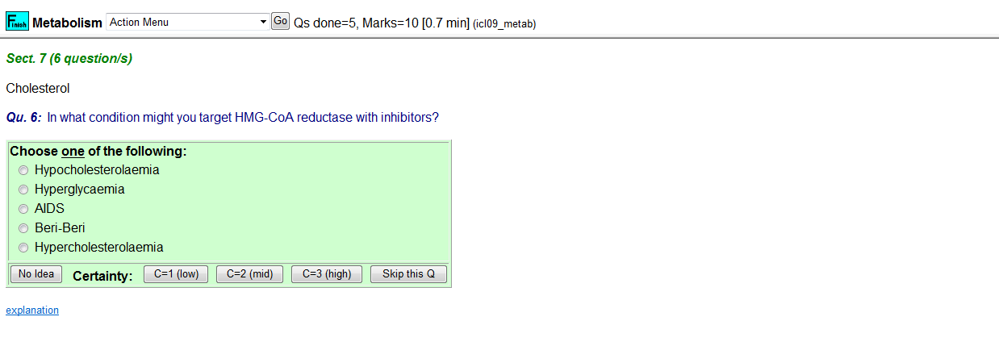 Finish Metabolism Action Menu Go Qs done=5, Marks=10 [0.7 min] (icl09_metab)
Sect. 7 (6 question/s)
Cholesterol
Qu. 6: In what condition might you target HMG-CoA reductase with inhibitors?
Choose one of the following:
Hypocholesterolaemia
Hyperglycaemia
AIDS
Beri-Beri
Hypercholesterolaemia
No Idea Certainty: C=1 (low) C=2 (mid) C=3 (high) Skip this Q
explanation